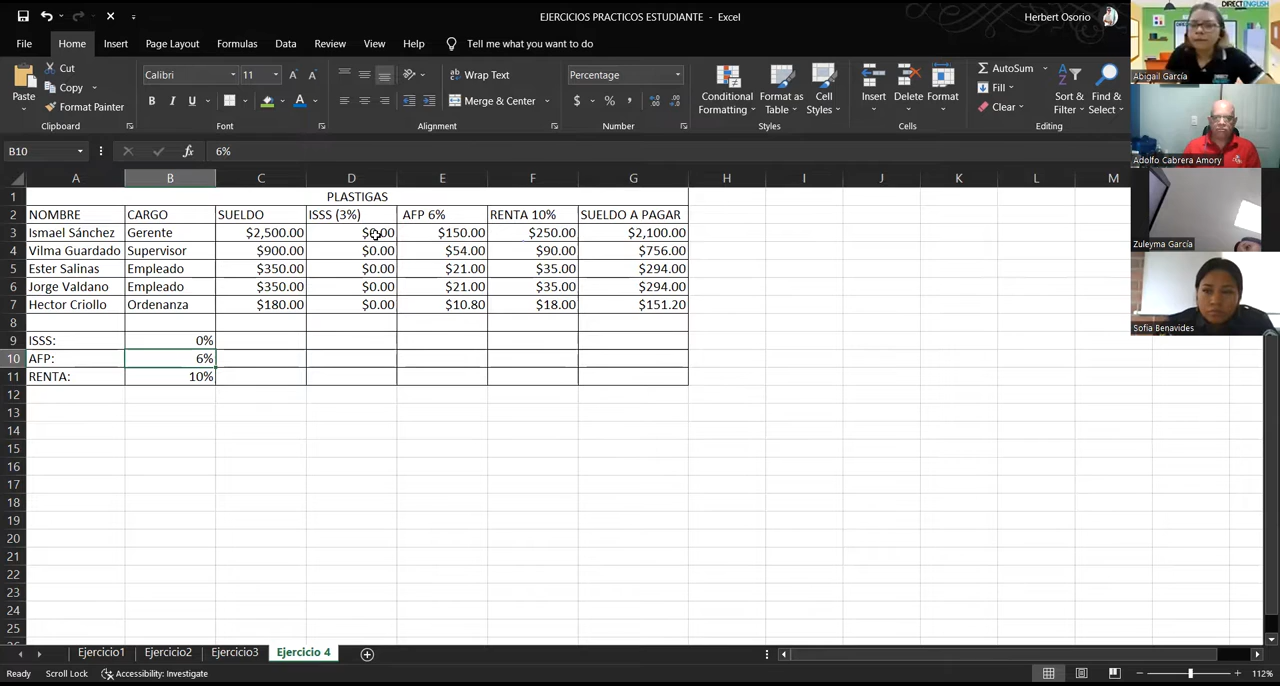 EJERCICIOS PRACTICOS ESTUDIANTE - Excel
Herbert Osorio
DIRECT ENGLISH
File Home Insert Page Layout Formulas Data Review View Help Tell me what you want to do
Abigail García
Paste
Cut
Copy
Format Painter
Clipboard
Calibri 11
B I U
Font
Wrap Text
Merge & Center
Alignment
Percentage
$ % ,
Number
Conditional Formatting
Format as Table
Cell Styles
Styles
Insert Delete Format
Cells
AutoSum
Fill
Clear
Sort & Filter
Find & Select
Editing
Adolfo Cabrera Amory
B10 fx 6%
A B C D E F G H I J K L M
1 PLASTIGAS
2 NOMBRE CARGO SUELDO ISSS (3%) AFP 6% RENTA 10% SUELDO A PAGAR
3 Ismael Sánchez Gerente $2,500.00 $0.00 $150.00 $250.00 $2,100.00
4 Vilma Guardado Supervisor $900.00 $0.00 $54.00 $90.00 $756.00
5 Ester Salinas Empleado $350.00 $0.00 $21.00 $35.00 $294.00
6 Jorge Valdano Empleado $350.00 $0.00 $21.00 $35.00 $294.00
7 Hector Criollo Ordenanza $180.00 $0.00 $10.80 $18.00 $151.20
8
9 ISSS: 0%
10 AFP: 6%
11 RENTA: 10%
12
13
14
15
16
17
18
19
20
21
22
23
24
25
Zuleyma García
Sofia Benavides
Ejercicio1 Ejercicio2 Ejercicio3 Ejercicio 4
Ready Scroll Lock Accessibility: Investigate 112%